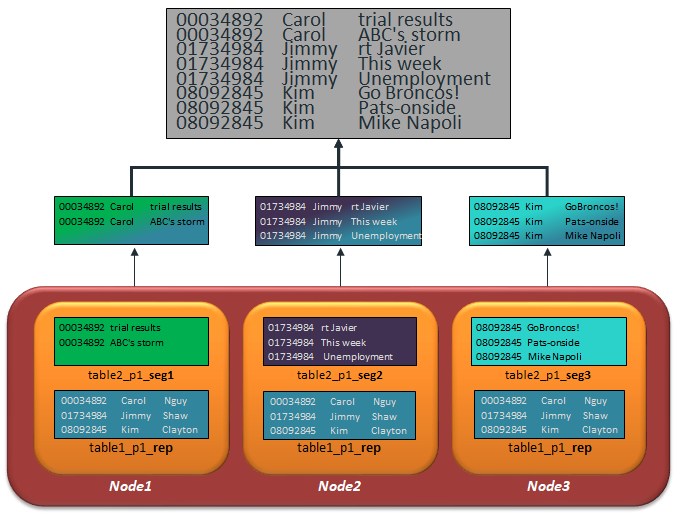 00034892 Carol trial results
00034892 Carol ABC's storm
01734984 Jimmy rt Javier
01734984 Jimmy This week
01734984 Jimmy Unemployment
08092845 Kim Go Broncos!
08092845 Kim Pats-onside
08092845 Kim Mike Napoli
00034892 Carol trial results
00034892 Carol ABC's storm
01734984 Jimmy rt Javier
01734984 Jimmy This week
01734984 Jimmy Unemployment
08092845 Kim GoBroncos!
08092845 Kim Pats-onside
08092845 Kim Mike Napoli
00034892 trial results
00034892 ABC's storm
table2_p1_seg1
00034892 Carol Nguy
01734984 Jimmy Shaw
08092845 Kim Clayton
table1_p1_rep
Node1
01734984 rt Javier
01734984 This week
01734984 Unemployment
table2_p1_seg2
00034892 Carol Nguy
01734984 Jimmy Shaw
08092845 Kim Clayton
table1_p1_rep
Node2
08092845 GoBroncos!
08092845 Pats-onside
08092845 Mike Napoli
table2_p1_seg3
00034892 Carol Nguy
01734984 Jimmy Shaw
08092845 Kim Clayton
table1_p1_rep
Node3